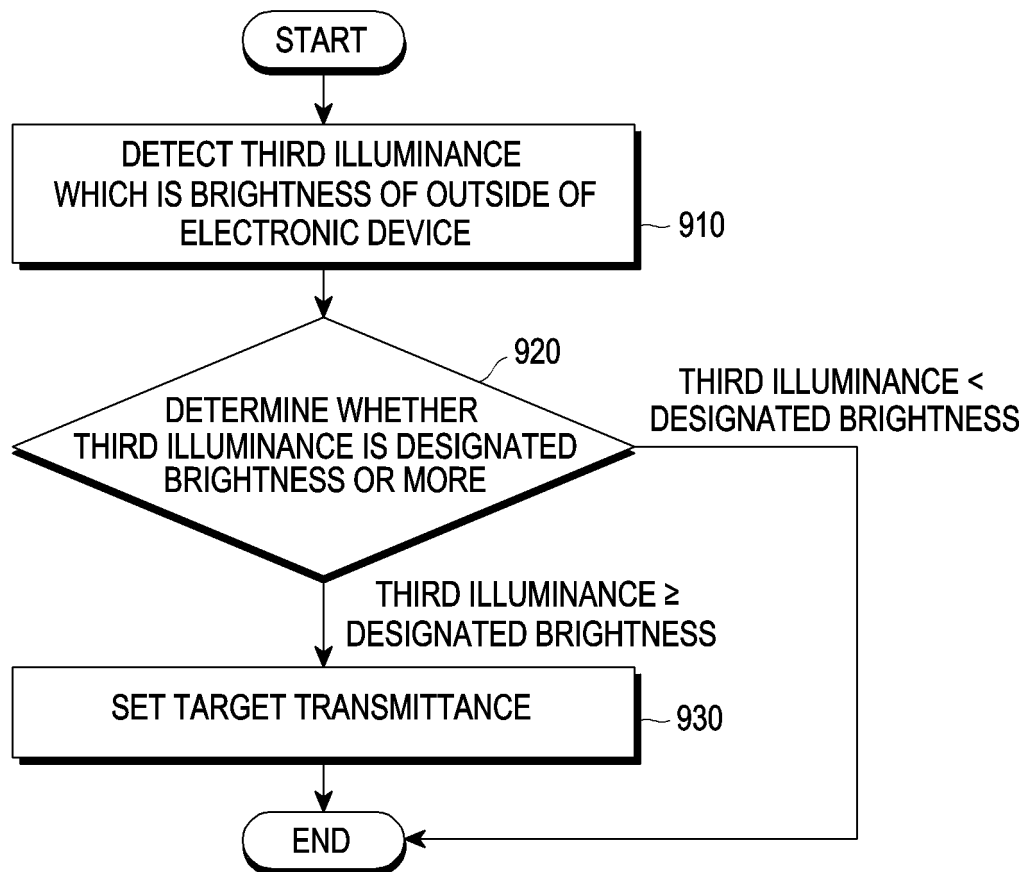 START
DETECT THIRD ILLUMINANCE
WHICH IS BRIGHTNESS OF OUTSIDE OF
ELECTRONIC DEVICE
910
920
DETERMINE WHETHER
THIRD ILLUMINANCE IS DESIGNATED
BRIGHTNESS OR MORE
THIRD ILLUMINANCE <
DESIGNATED BRIGHTNESS
THIRD ILLUMINANCE ≥
DESIGNATED BRIGHTNESS
SET TARGET TRANSMITTANCE
930
END